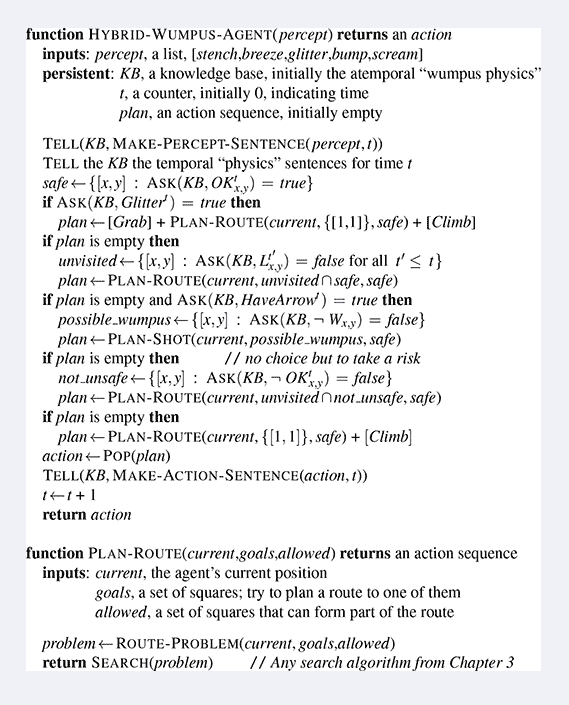 function HYBRID-WUMPUS-AGENT(percept) returns an action
inputs: percept, a list, [stench,breeze,glitter,bump,scream]
persistent: KB, a knowledge base, initially the atemporal “wumpus physics”
t, a counter, initially 0, indicating time
plan, an action sequence, initially empty
TELL(KB, MAKE-PERCEPT-SENTENCE(percept,t))
TELL the KB the temporal “physics” sentences for time t
safe ← {[x,y] : ASK(KB, OK^t_{x,y}) = true}
if ASK(KB, Glitter^t) = true then
plan ← [Grab] + PLAN-ROUTE(current, {[1,1]}, safe) + [Climb]
if plan is empty then
unvisited ← {[x,y] : ASK(KB, L^{t′}_{x,y}) = false for all t′ ≤ t}
plan ← PLAN-ROUTE(current, unvisited ∩ safe, safe)
if plan is empty and ASK(KB, HaveArrow^t) = true then
possible_wumpus ← {[x,y] : ASK(KB, ¬ W_{x,y}) = false}
plan ← PLAN-SHOT(current, possible_wumpus, safe)
if plan is empty then // no choice but to take a risk
not_unsafe ← {[x,y] : ASK(KB, ¬ OK^t_{x,y}) = false}
plan ← PLAN-ROUTE(current, unvisited ∩ not_unsafe, safe)
if plan is empty then
plan ← PLAN-ROUTE(current, {[1, 1]}, safe) + [Climb]
action ← POP(plan)
TELL(KB, MAKE-ACTION-SENTENCE(action, t))
t ← t + 1
return action
function PLAN-ROUTE(current,goals,allowed) returns an action sequence
inputs: current, the agent’s current position
goals, a set of squares; try to plan a route to one of them
allowed, a set of squares that can form part of the route
problem ← ROUTE-PROBLEM(current, goals,allowed)
return SEARCH(problem) // Any search algorithm from Chapter 3